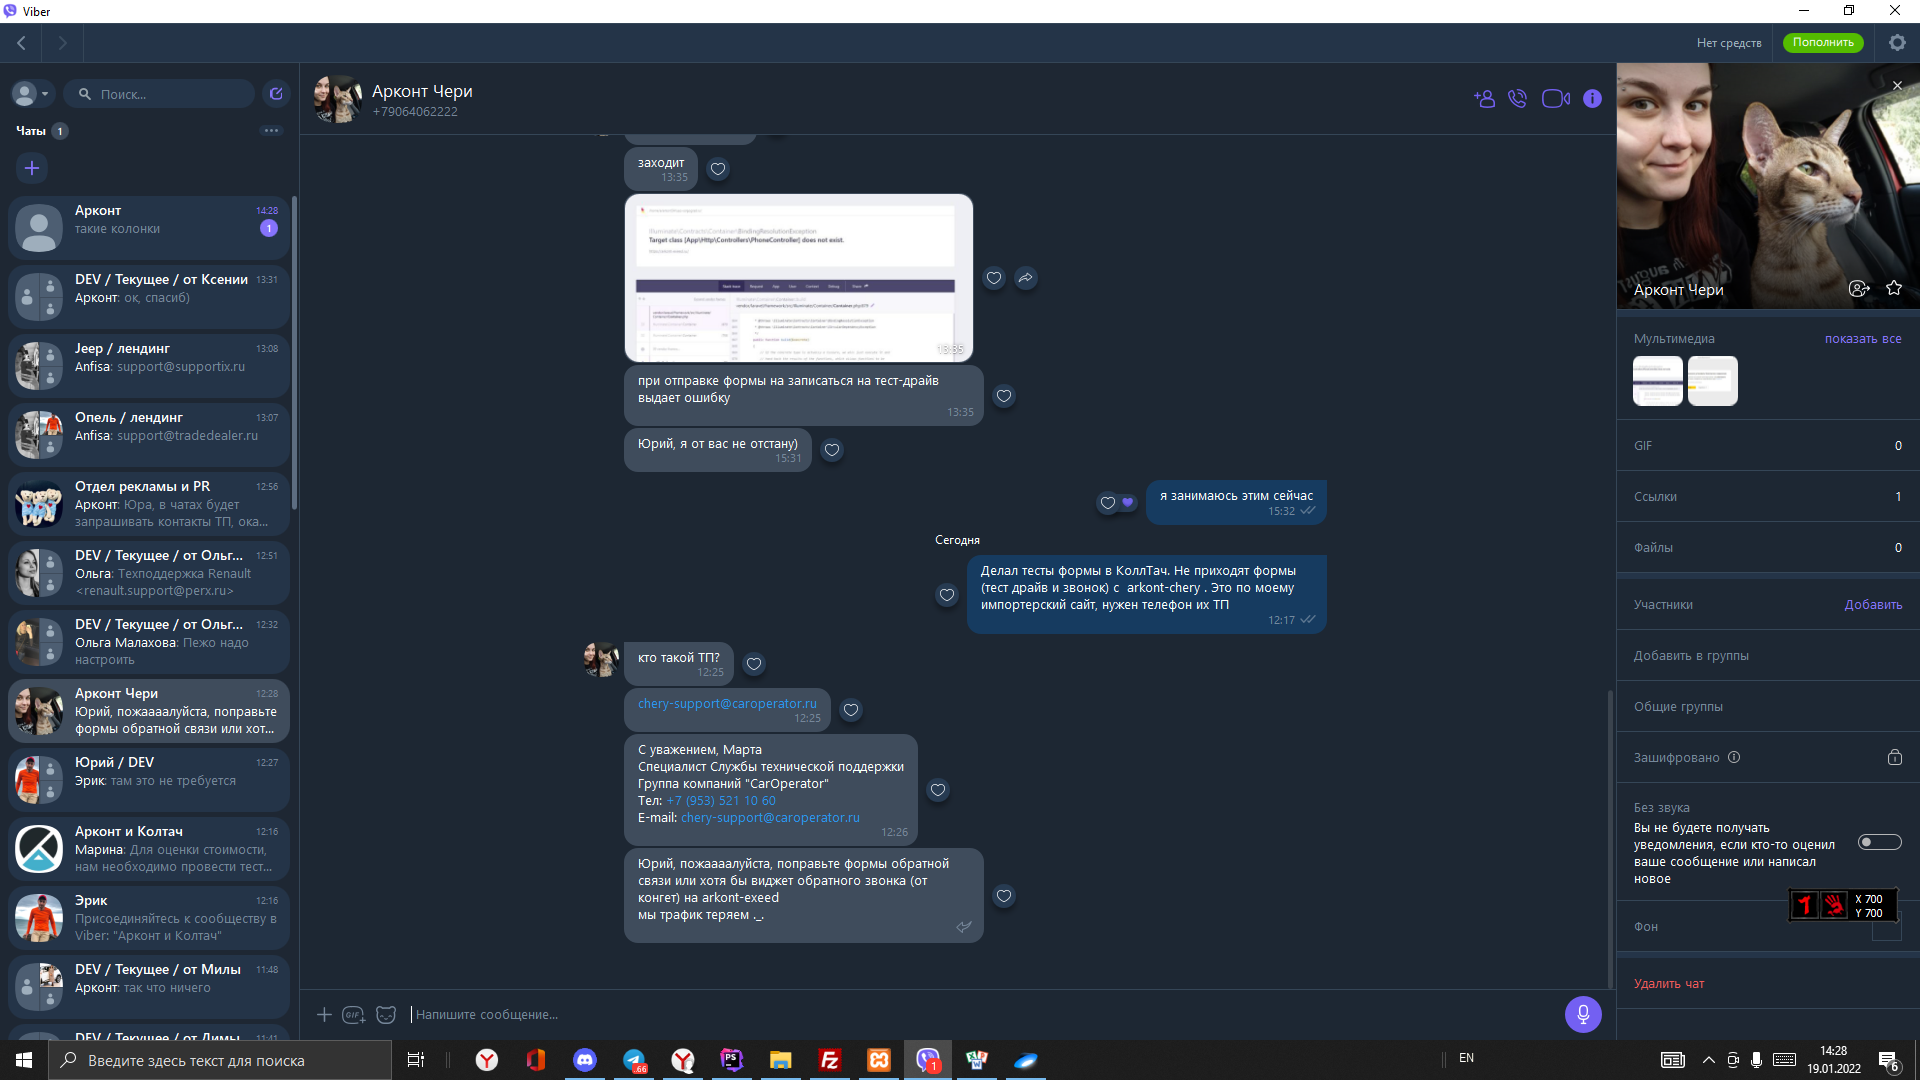 Viber
Нет средств
Пополнить
Поиск...
Чаты 1
Арконт 14:28
такие колонки 1
DEV / Текущее / от Ксении 13:31
Арконт: ок, спасиб)
Jeep / лендинг 13:08
Anfisa: support@supportix.ru
Опель / лендинг 13:07
Anfisa: support@tradedealer.ru
Отдел рекламы и PR 12:56
Арконт: Юра, в чатах будет
запрашивать контакты ТП, ока...
DEV / Текущее / от Ольг... 12:51
Ольга: Техподдержка Renault
<renault.support@perx.ru>
DEV / Текущее / от Ольг... 12:32
Ольга Малахова: Пежо надо
настроить
Арконт Чери 12:28
Юрий, пожаааалуйста, поправьте
формы обратной связи или хот...
Юрий / DEV 12:27
Эрик: там это не требуется
Арконт и Колтач 12:16
Марина: Для оценки стоимости,
нам необходимо провести тест...
Эрик 12:16
Присоединяйтесь к сообществу в
Viber: "Арконт и Колтач"
DEV / Текущее / от Милы 11:48
Арконт: так что ничего
DEV / Текущее / от Димы 11:41
Арконт Чери
+79064062222
заходит
13:35
Illuminate\Contracts\Container\BindingResolutionException
Target class [App\Http\Controllers\PhoneController] does not exist.
13:35
при отправке формы на записаться на тест-драйв
выдает ошибку
13:35
Юрий, я от вас не отстану)
15:31
я занимаюсь этим сейчас
15:32
Сегодня
Делал тесты формы в КоллТач. Не приходят формы
(тест драйв и звонок) с arkont-chery . Это по моему
импортерский сайт, нужен телефон их ТП
12:17
кто такой ТП?
12:25
chery-support@caroperator.ru
12:25
С уважением, Марта
Специалист Службы технической поддержки
Группа компаний "CarOperator"
Тел: +7 (953) 521 10 60
E-mail: chery-support@caroperator.ru
12:26
Юрий, пожаааалуйста, поправьте формы обратной
связи или хотя бы виджет обратного звонка (от
конгет) на arkont-exeed
мы трафик теряем ._.
GIF
Напишите сообщение...
Арконт Чери
Мультимедиа показать все
GIF 0
Ссылки 1
Файлы 0
Участники Добавить
Добавить в группы
Общие группы
Зашифровано
Без звука
Вы не будете получать
уведомления, если кто-то оценил
ваше сообщение или написал
новое
X 700
Y 700
Фон
Удалить чат
Введите здесь текст для поиска
.66
PS
FZ
1
EN
14:28
19.01.2022
6